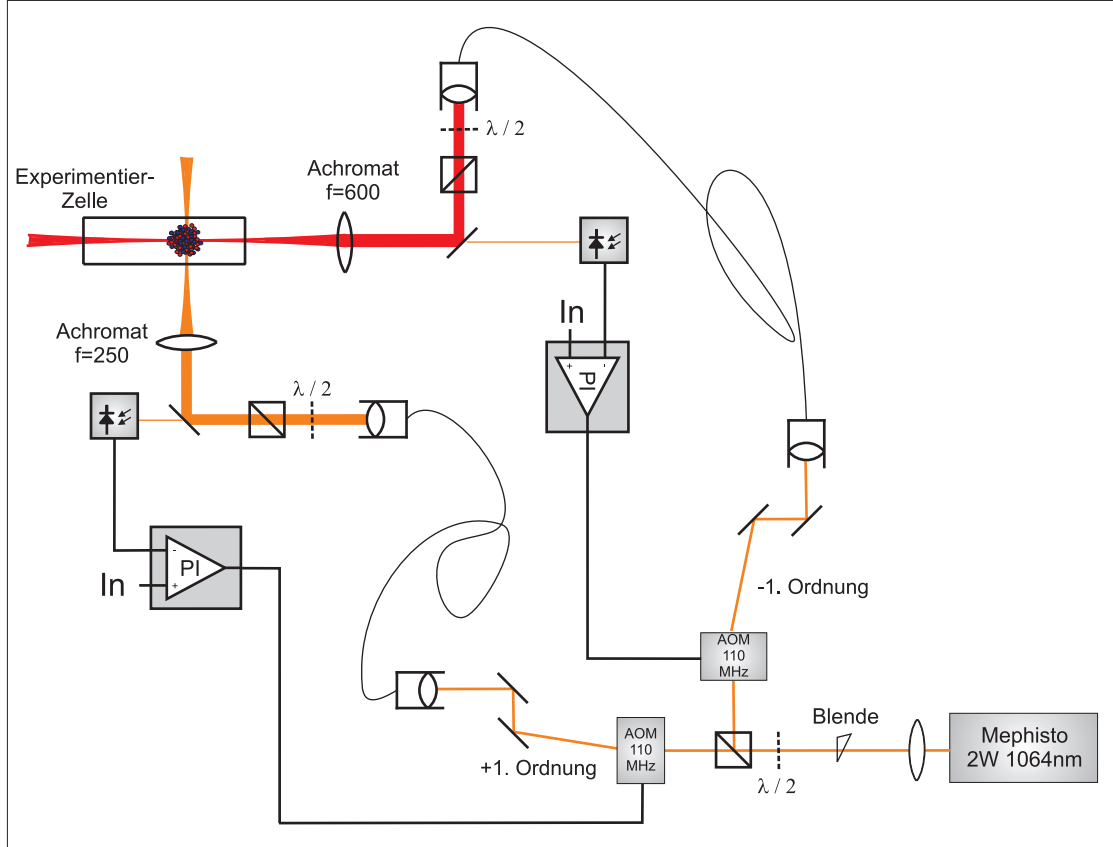 λ / 2
Achromat
f=600
Experimentier-
Zelle
In
+ -
PI
Achromat
f=250
λ / 2
-
PI
In
+
-1. Ordnung
AOM
110
MHz
Blende
AOM
110
MHz
Mephisto
2W 1064nm
+1. Ordnung
λ / 2